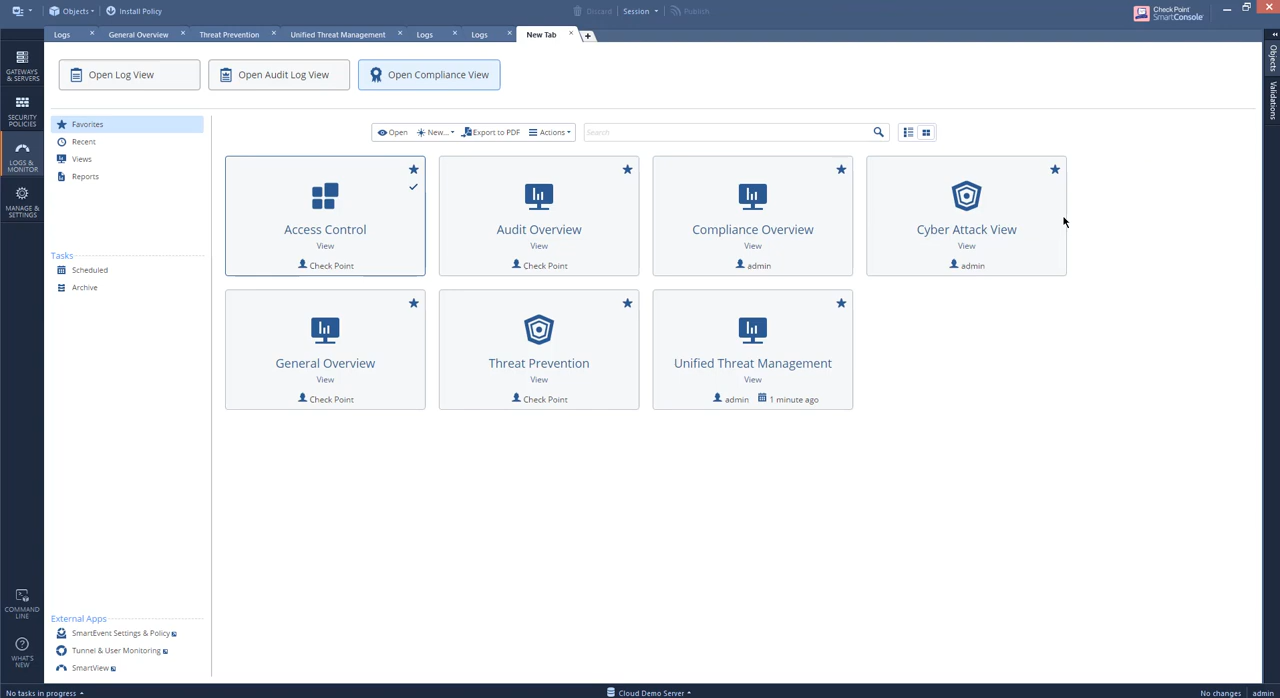 Objects
Install Policy
Discard
Session
Publish
Check Point
SmartConsole
Logs
General Overview
Threat Prevention
Unified Threat Management
Logs
Logs
New Tab
GATEWAYS
& SERVERS
SECURITY
POLICIES
LOGS &
MONITOR
MANAGE &
SETTINGS
COMMAND
LINE
WHAT'S
NEW
Open Log View
Open Audit Log View
Open Compliance View
Favorites
Recent
Views
Reports
Tasks
Scheduled
Archive
External Apps
SmartEvent Settings & Policy
Tunnel & User Monitoring
SmartView
Open
New...
Export to PDF
Actions
Search
Access Control
View
Check Point
Audit Overview
View
Check Point
Compliance Overview
View
admin
Cyber Attack View
View
admin
General Overview
View
Check Point
Threat Prevention
View
Check Point
Unified Threat Management
View
admin 1 minute ago
Objects
Validations
No tasks in progress
Cloud Demo Server
No changes
admin